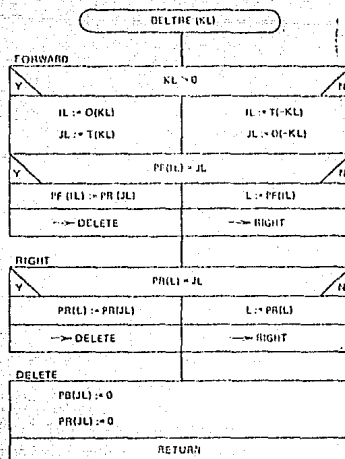 DELTRE (KL)
FORWARD
KL > 0
Y N
IL := O(KL) IL := T(-KL)
JL := T(KL) JL := O(-KL)
PF(IL) = JL
Y N
PF(IL) := PR(JL) L := PF(IL)
—> DELETE —> RIGHT
RIGHT
PR(L) = JL
Y N
PR(L) := PR(JL) L := PR(L)
—> DELETE —> RIGHT
DELETE
PB(JL) := 0
PR(JL) := 0
RETURN